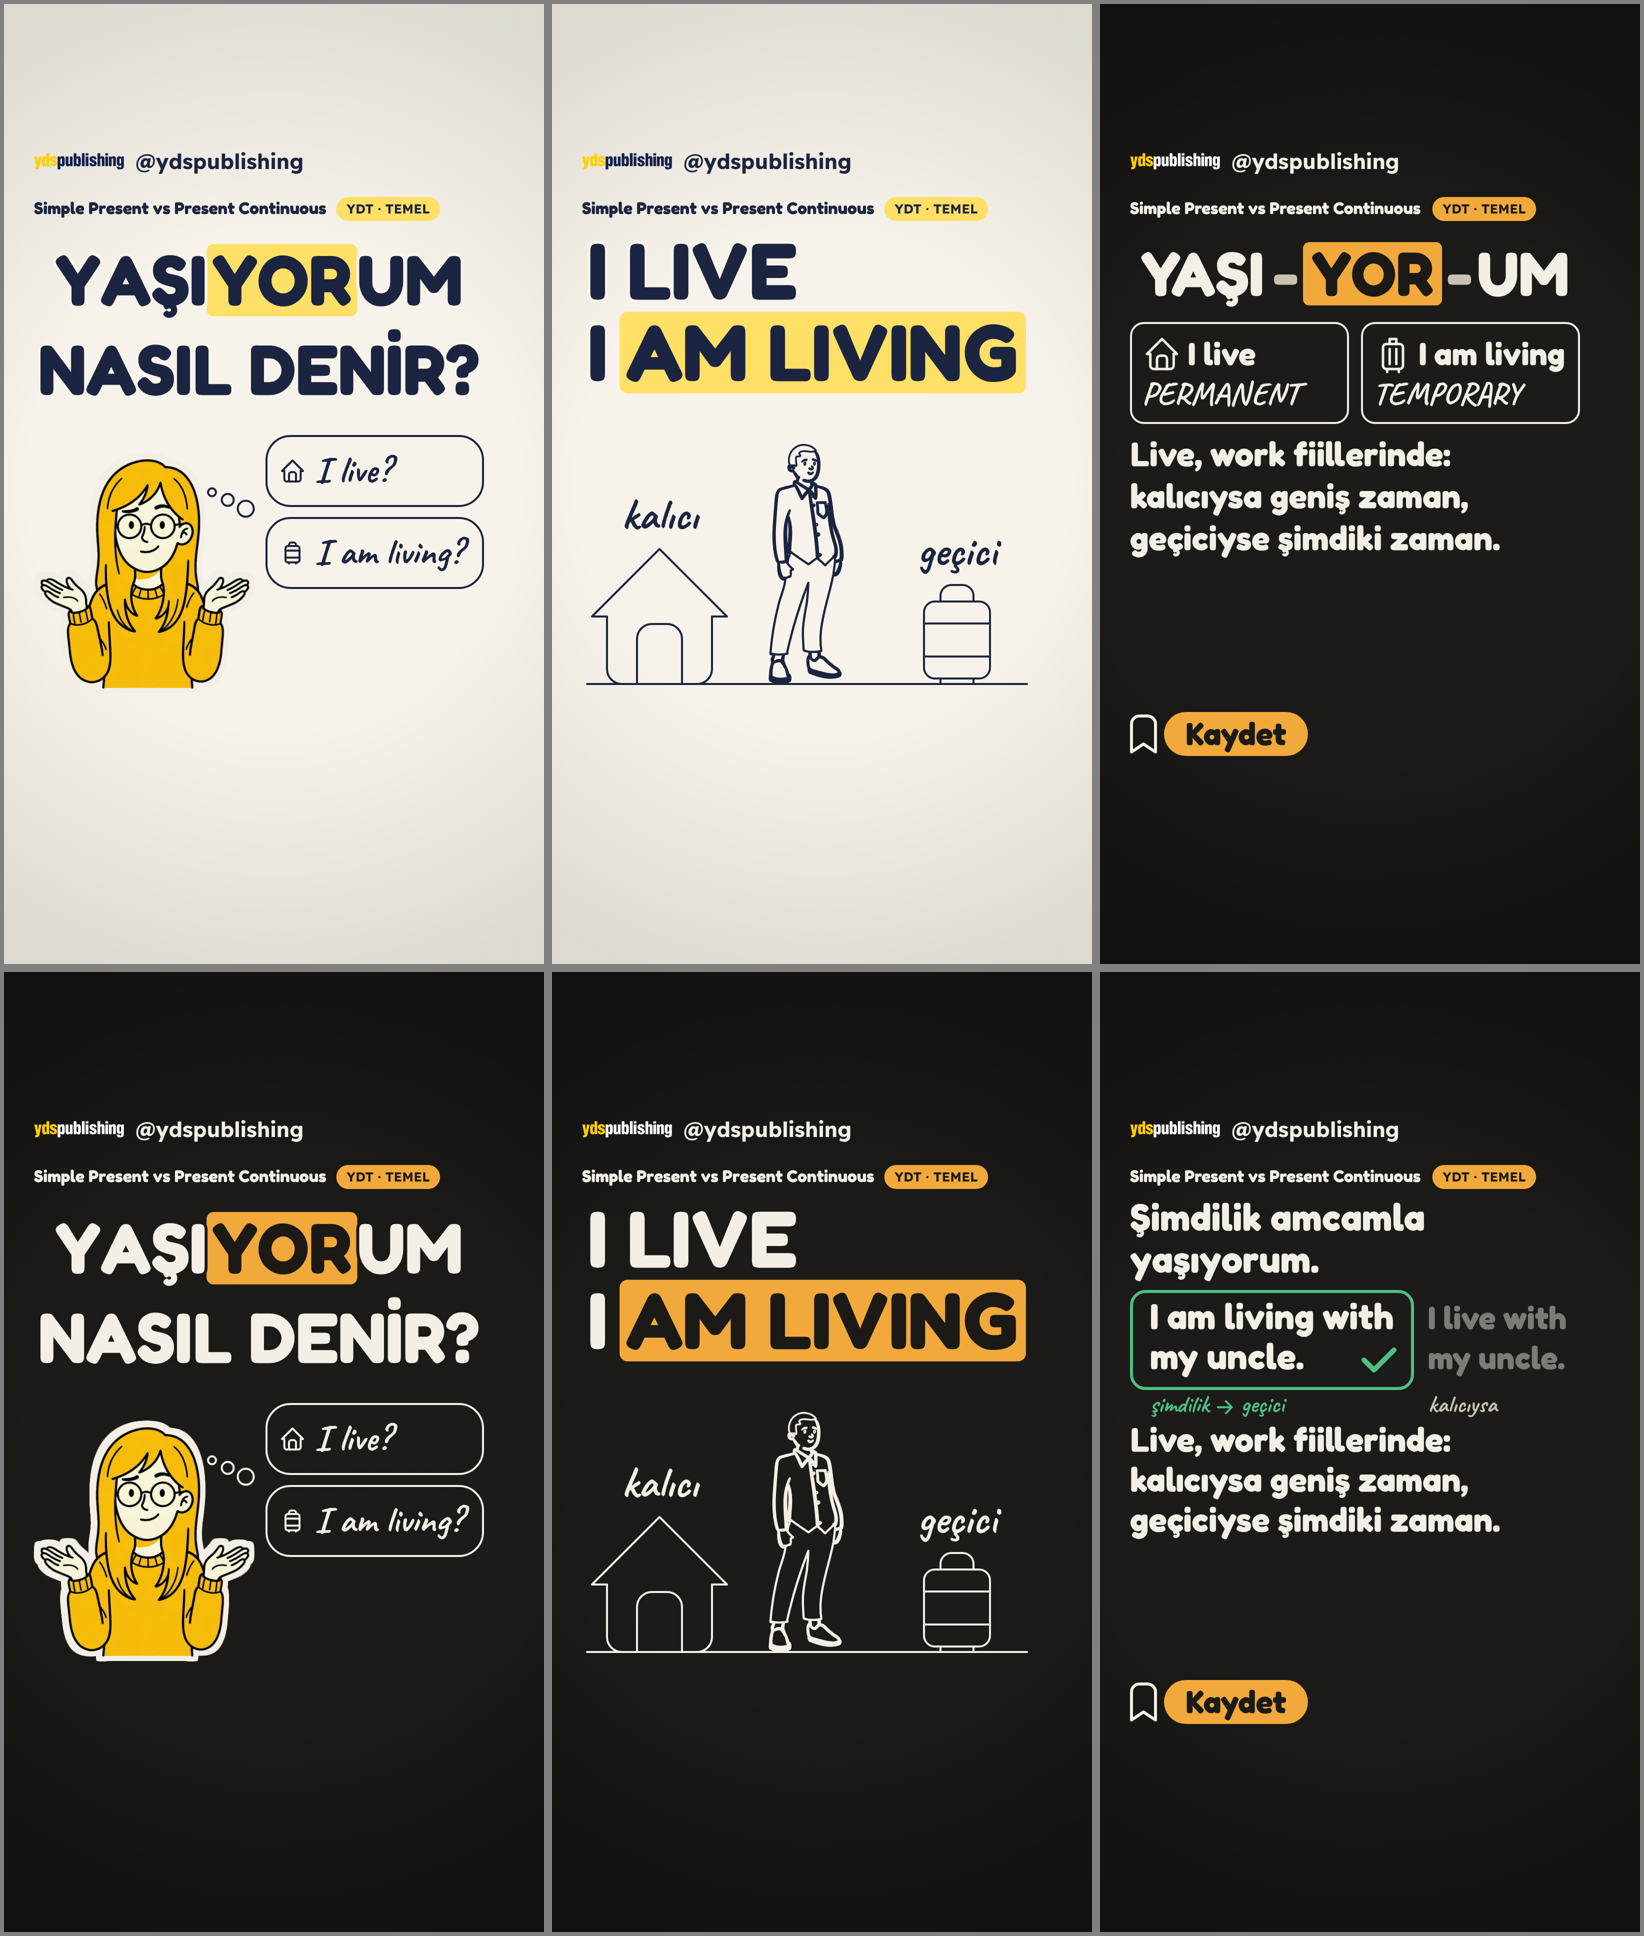 ydspublishing @ydspublishing
Simple Present vs Present Continuous YDT · TEMEL
YAŞIYORUM
NASIL DENİR?
I live?
I am living?
ydspublishing @ydspublishing
Simple Present vs Present Continuous YDT · TEMEL
I LIVE
I AM LIVING
kalıcı
geçici
ydspublishing @ydspublishing
Simple Present vs Present Continuous YDT · TEMEL
YAŞI-YOR-UM
I live
PERMANENT
I am living
TEMPORARY
Live, work fiillerinde:
kalıcıysa geniş zaman,
geçiciyse şimdiki zaman.
Kaydet
ydspublishing @ydspublishing
Simple Present vs Present Continuous YDT · TEMEL
YAŞIYORUM
NASIL DENİR?
I live?
I am living?
ydspublishing @ydspublishing
Simple Present vs Present Continuous YDT · TEMEL
I LIVE
I AM LIVING
kalıcı
geçici
ydspublishing @ydspublishing
Simple Present vs Present Continuous YDT · TEMEL
Şimdilik amcamla
yaşıyorum.
I am living with
my uncle.
şimdilik → geçici
I live with
my uncle.
kalıcıysa
Live, work fiillerinde:
kalıcıysa geniş zaman,
geçiciyse şimdiki zaman.
Kaydet